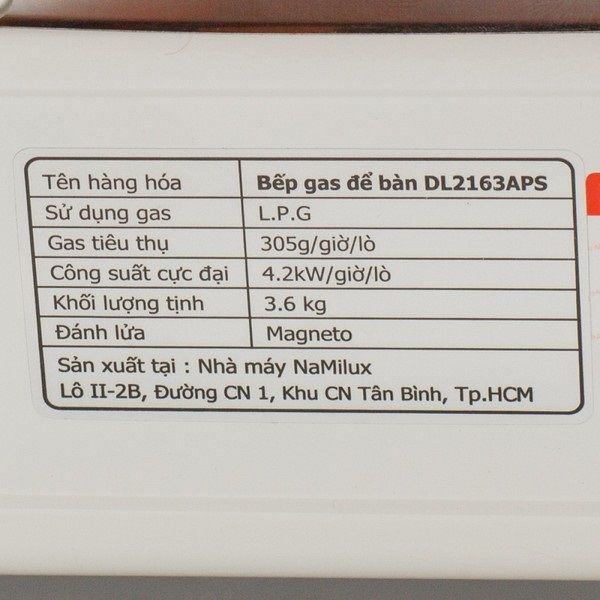 Tên hàng hóa Bếp gas để bàn DL2163APS
Sử dụng gas L.P.G
Gas tiêu thụ 305g/giờ/lò
Công suất cực đại 4.2kW/giờ/lò
Khối lượng tịnh 3.6 kg
Đánh lửa Magneto
Sản xuất tại : Nhà máy NaMilux
Lô II-2B, Đường CN 1, Khu CN Tân Bình, Tp.HCM